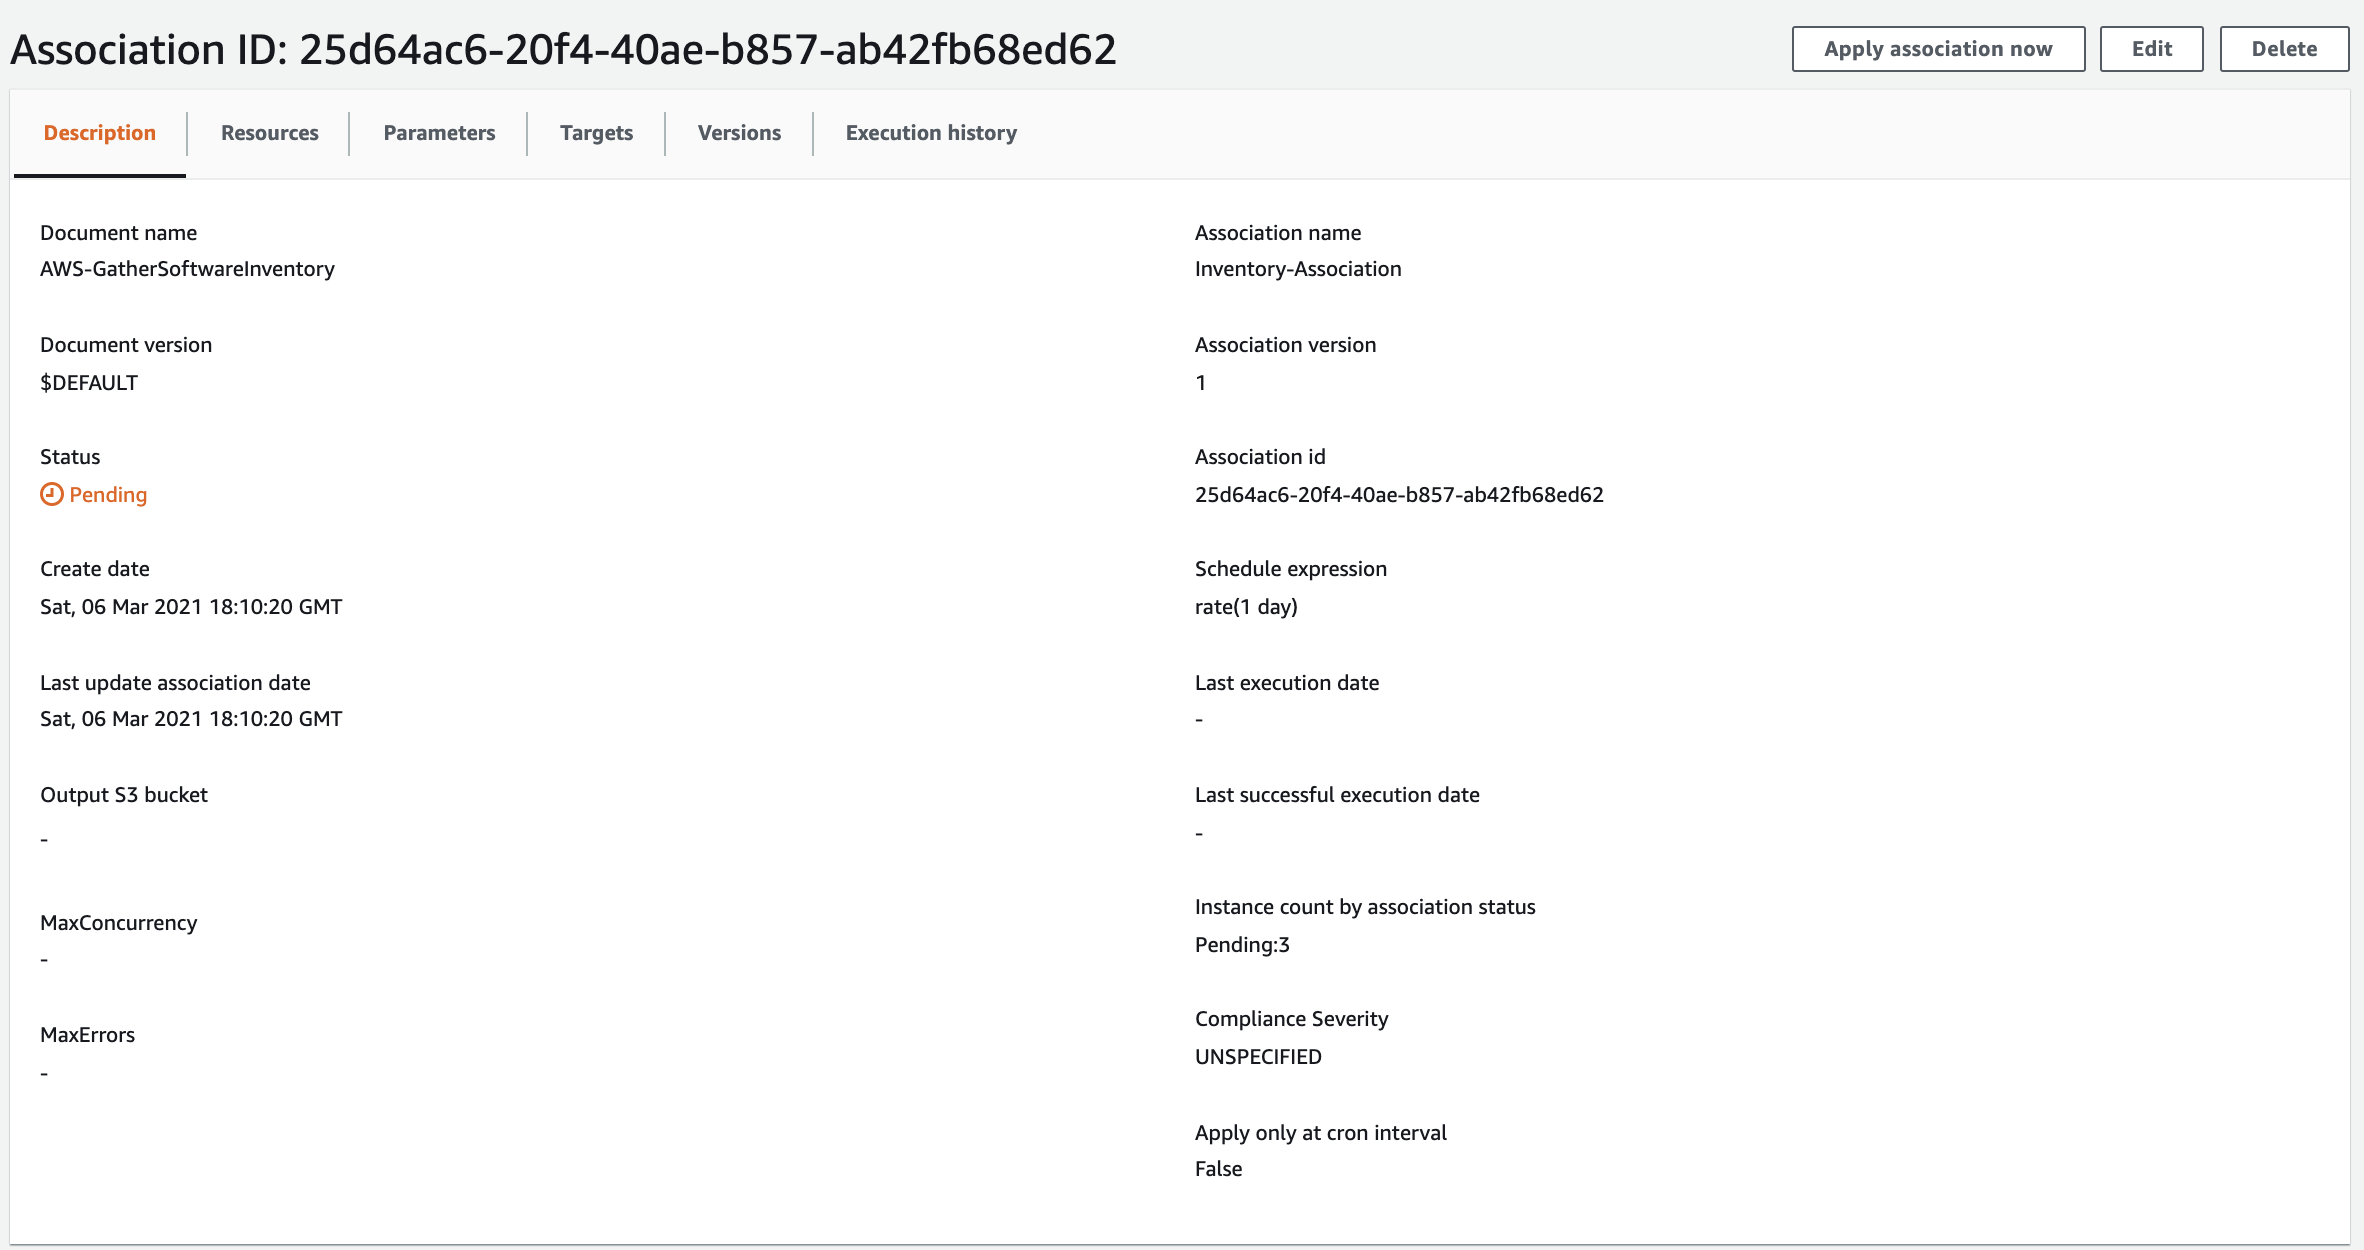 Association ID: 25d64ac6-20f4-40ae-b857-ab42fb68ed62
Apply association now
Edit
Delete
Description
Resources
Parameters
Targets
Versions
Execution history
Document name
AWS-GatherSoftwareInventory
Association name
Inventory-Association
Document version
$DEFAULT
Association version
1
Status
Pending
Association id
25d64ac6-20f4-40ae-b857-ab42fb68ed62
Create date
Sat, 06 Mar 2021 18:10:20 GMT
Schedule expression
rate(1 day)
Last update association date
Sat, 06 Mar 2021 18:10:20 GMT
Last execution date
-
Output S3 bucket
-
Last successful execution date
-
MaxConcurrency
-
Instance count by association status
Pending:3
MaxErrors
-
Compliance Severity
UNSPECIFIED
Apply only at cron interval
False